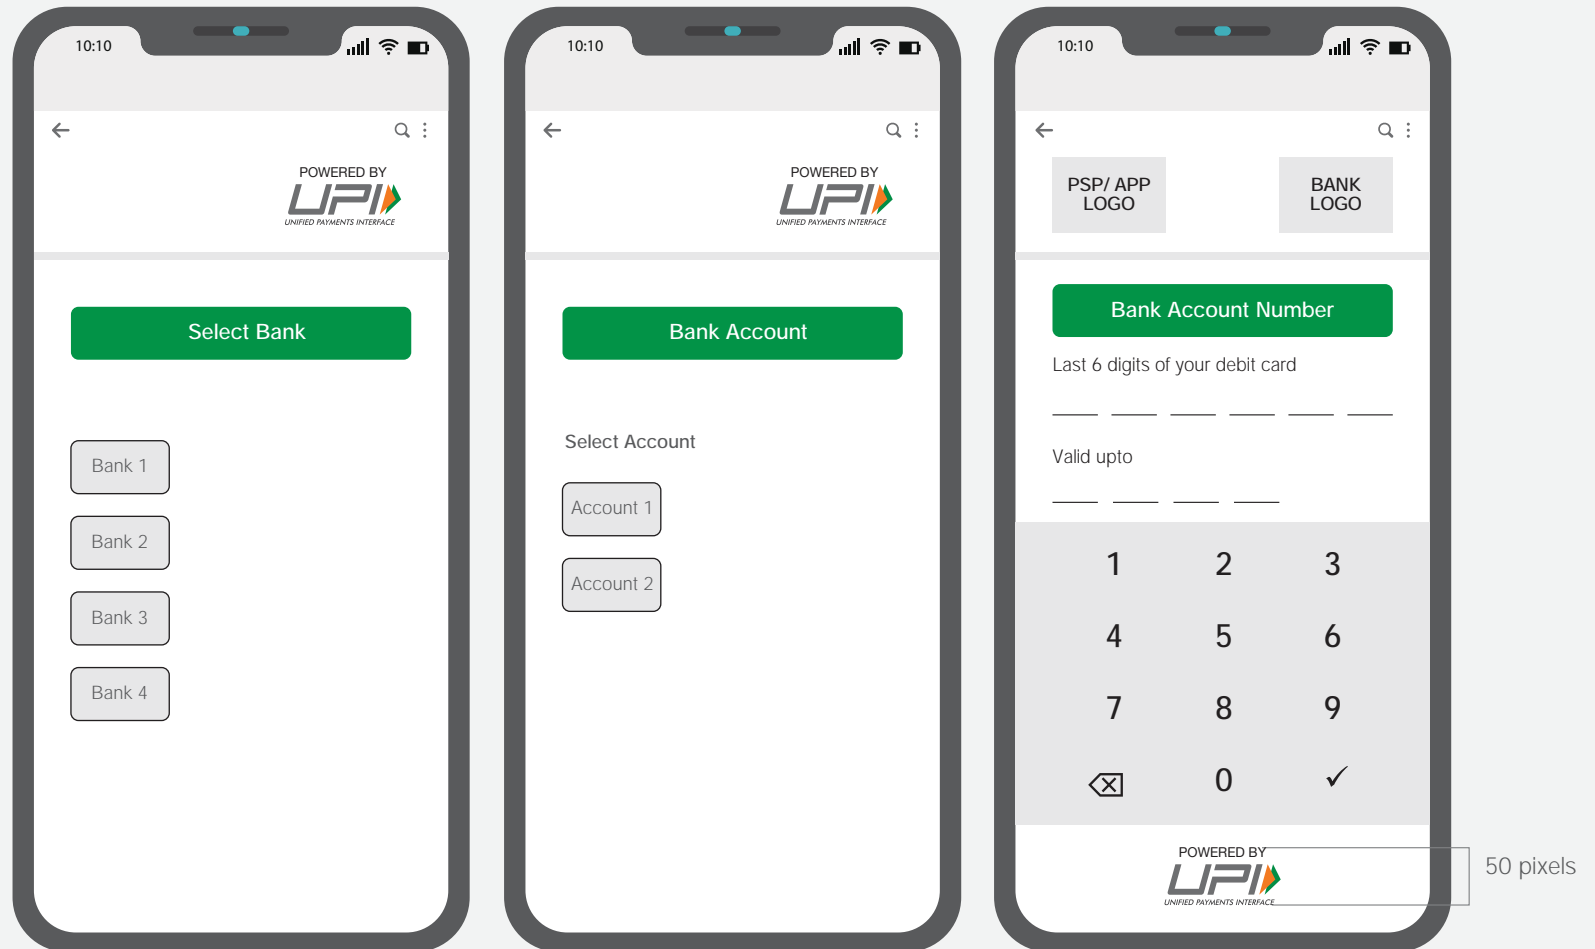 10:10
POWERED BY
UPI
UNIFIED PAYMENTS INTERFACE
Select Bank
Bank 1
Bank 2
Bank 3
Bank 4
10:10
POWERED BY
UPI
UNIFIED PAYMENTS INTERFACE
Bank Account
Select Account
Account 1
Account 2
10:10
PSP/ APP
LOGO
BANK
LOGO
Bank Account Number
Last 6 digits of your debit card
Valid upto
1 2 3
4 5 6
7 8 9
0
POWERED BY
UPI
UNIFIED PAYMENTS INTERFACE
50 pixels